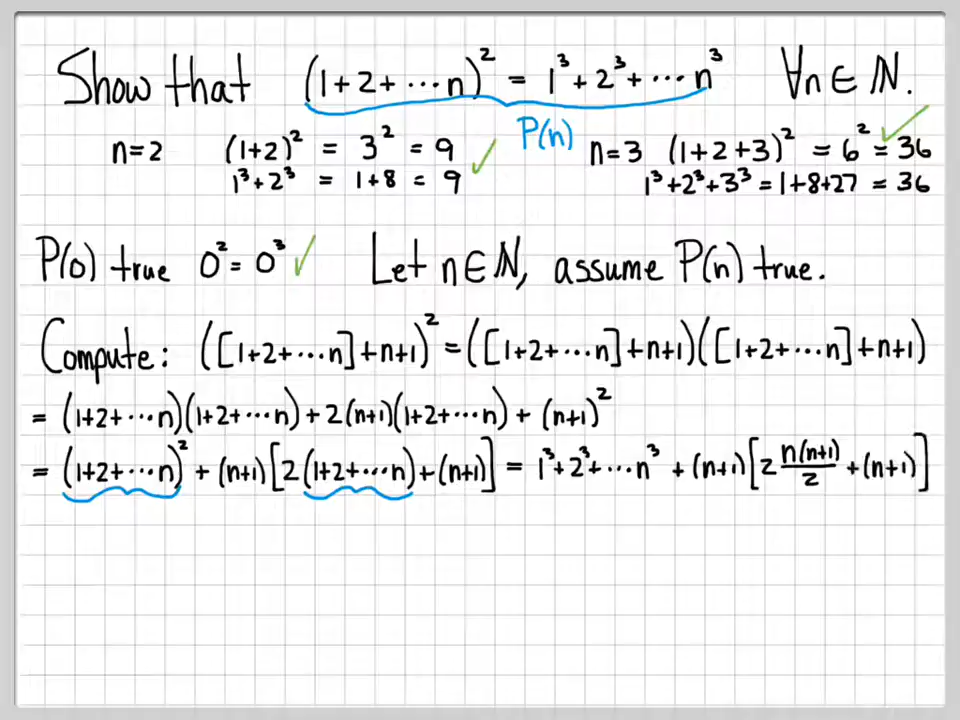 Show that (1+2+⋯n)² = 1³+2³+⋯n³ ∀n∈ℕ.
P(n)
n=2 (1+2)² = 3² = 9 ✓ n=3 (1+2+3)² = 6² = 36 ✓
1³+2³ = 1+8 = 9 1³+2³+3³ = 1+8+27 = 36
P(0) true 0² = 0³ ✓ Let n∈ℕ, assume P(n) true.
Compute: ([1+2+⋯n]+n+1)² = ([1+2+⋯n]+n+1)([1+2+⋯n]+n+1)
= (1+2+⋯n)(1+2+⋯n) + 2(n+1)(1+2+⋯n) + (n+1)²
= (1+2+⋯n)² + (n+1)[2(1+2+⋯n)+(n+1)] = 1³+2³+⋯n³ + (n+1)[2 n(n+1)/2 + (n+1)]